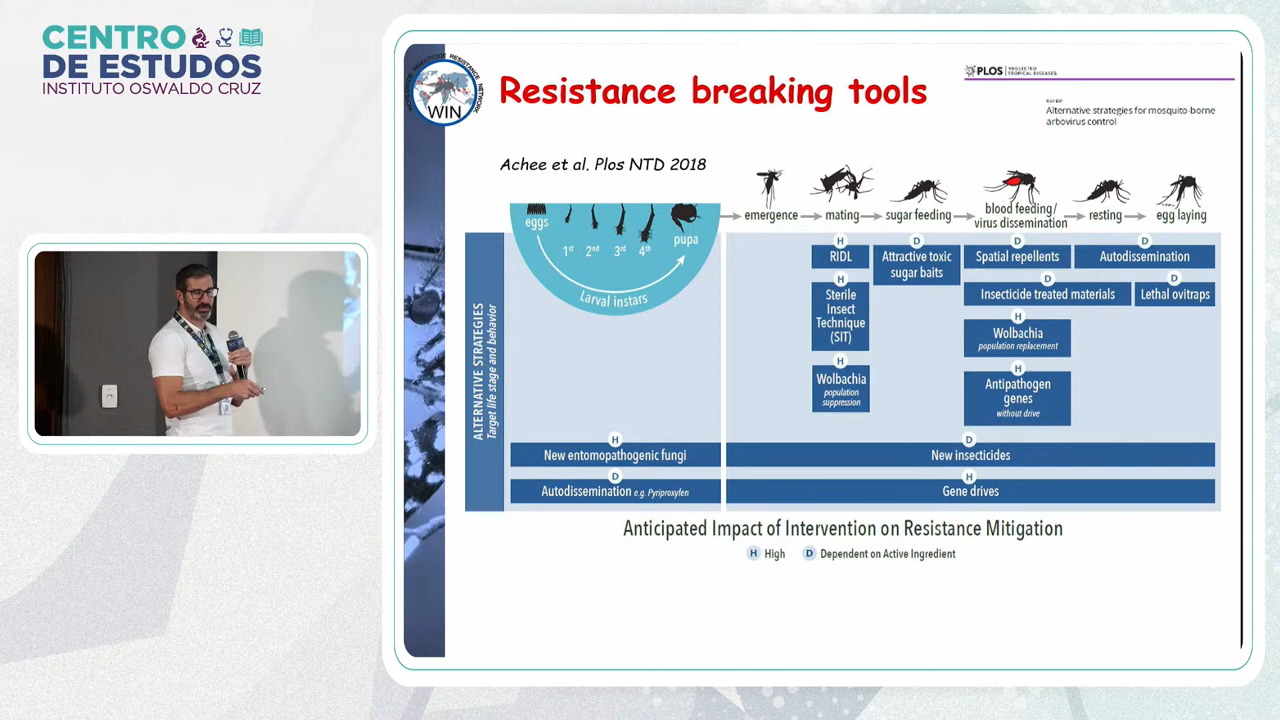 CENTRO
DE ESTUDOS
INSTITUTO OSWALDO CRUZ
WORLDWIDE INSECTICIDE RESISTANCE NETWORK
WIN
Resistance breaking tools
PLOS NEGLECTED
TROPICAL DISEASES
REVIEW
Alternative strategies for mosquito-borne
arbovirus control
Achee et al. Plos NTD 2018
eggs
1st 2nd 3rd 4th
pupa
Larval instars
emergence
mating
sugar feeding
blood feeding/
virus dissemination
resting
egg laying
ALTERNATIVE STRATEGIES
Target life stage and behavior
H
RIDL
D
Attractive toxic
sugar baits
D
Spatial repellents
D
Autodissemination
H
Sterile
Insect
Technique
(SIT)
D
Insecticide treated materials
D
Lethal ovitraps
H
Wolbachia
population replacement
H
Wolbachia
population
suppression
H
Antipathogen
genes
without drive
H
New entomopathogenic fungi
D
New insecticides
D
Autodissemination e.g. Pyriproxyfen
H
Gene drives
Anticipated Impact of Intervention on Resistance Mitigation
H High D Dependent on Active Ingredient